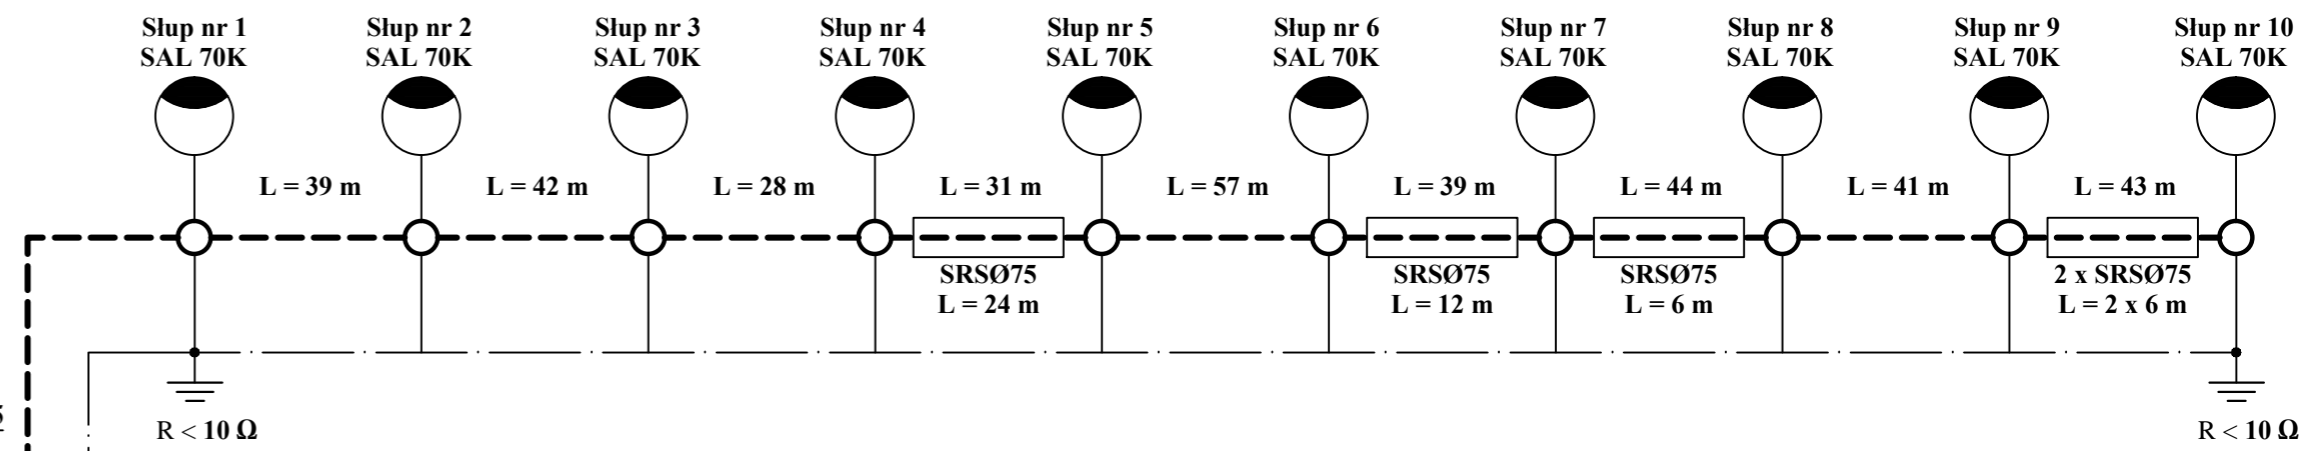 Słup nr 1
SAL 70K
Słup nr 2
SAL 70K
Słup nr 3
SAL 70K
Słup nr 4
SAL 70K
Słup nr 5
SAL 70K
Słup nr 6
SAL 70K
Słup nr 7
SAL 70K
Słup nr 8
SAL 70K
Słup nr 9
SAL 70K
Słup nr 10
SAL 70K
L = 39 m
L = 42 m
L = 28 m
L = 31 m
L = 57 m
L = 39 m
L = 44 m
L = 41 m
L = 43 m
SRSØ75
L = 24 m
SRSØ75
L = 12 m
SRSØ75
L = 6 m
2 x SRSØ75
L = 2 x 6 m
R < 10 Ω
R < 10 Ω